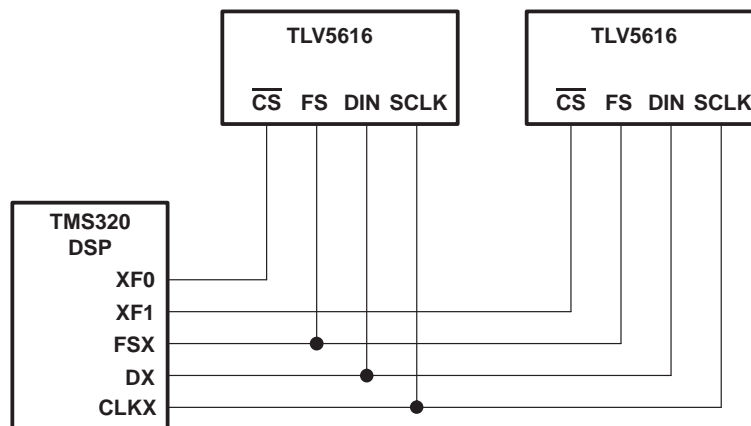 TLV5616
TLV5616
CS FS DIN SCLK
CS FS DIN SCLK
TMS320
DSP
XF0
XF1
FSX
DX
CLKX